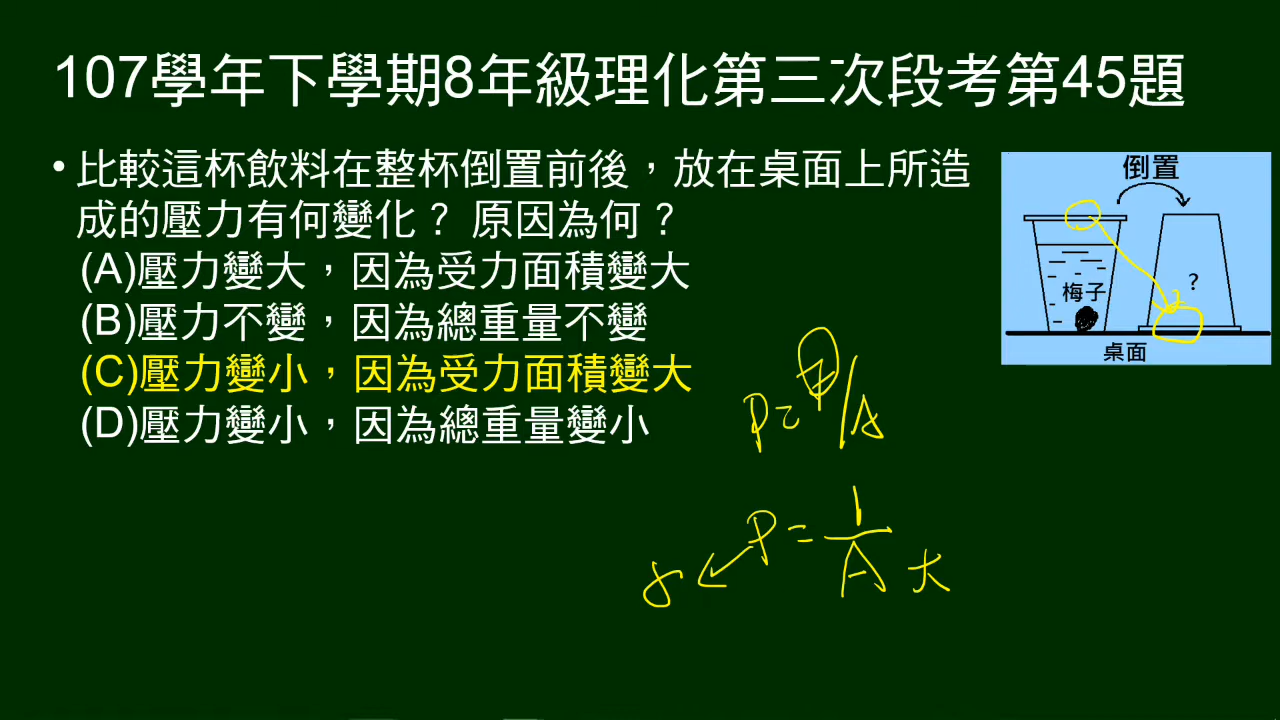 107學年下學期8年級理化第三次段考第45題
• 比較這杯飲料在整杯倒置前後，放在桌面上所造
成的壓力有何變化？ 原因為何？
(A)壓力變大，因為受力面積變大
(B)壓力不變，因為總重量不變
(C)壓力變小，因為受力面積變大
(D)壓力變小，因為總重量變小
倒置
梅子
?
桌面
P=F/A
P=1/A 大